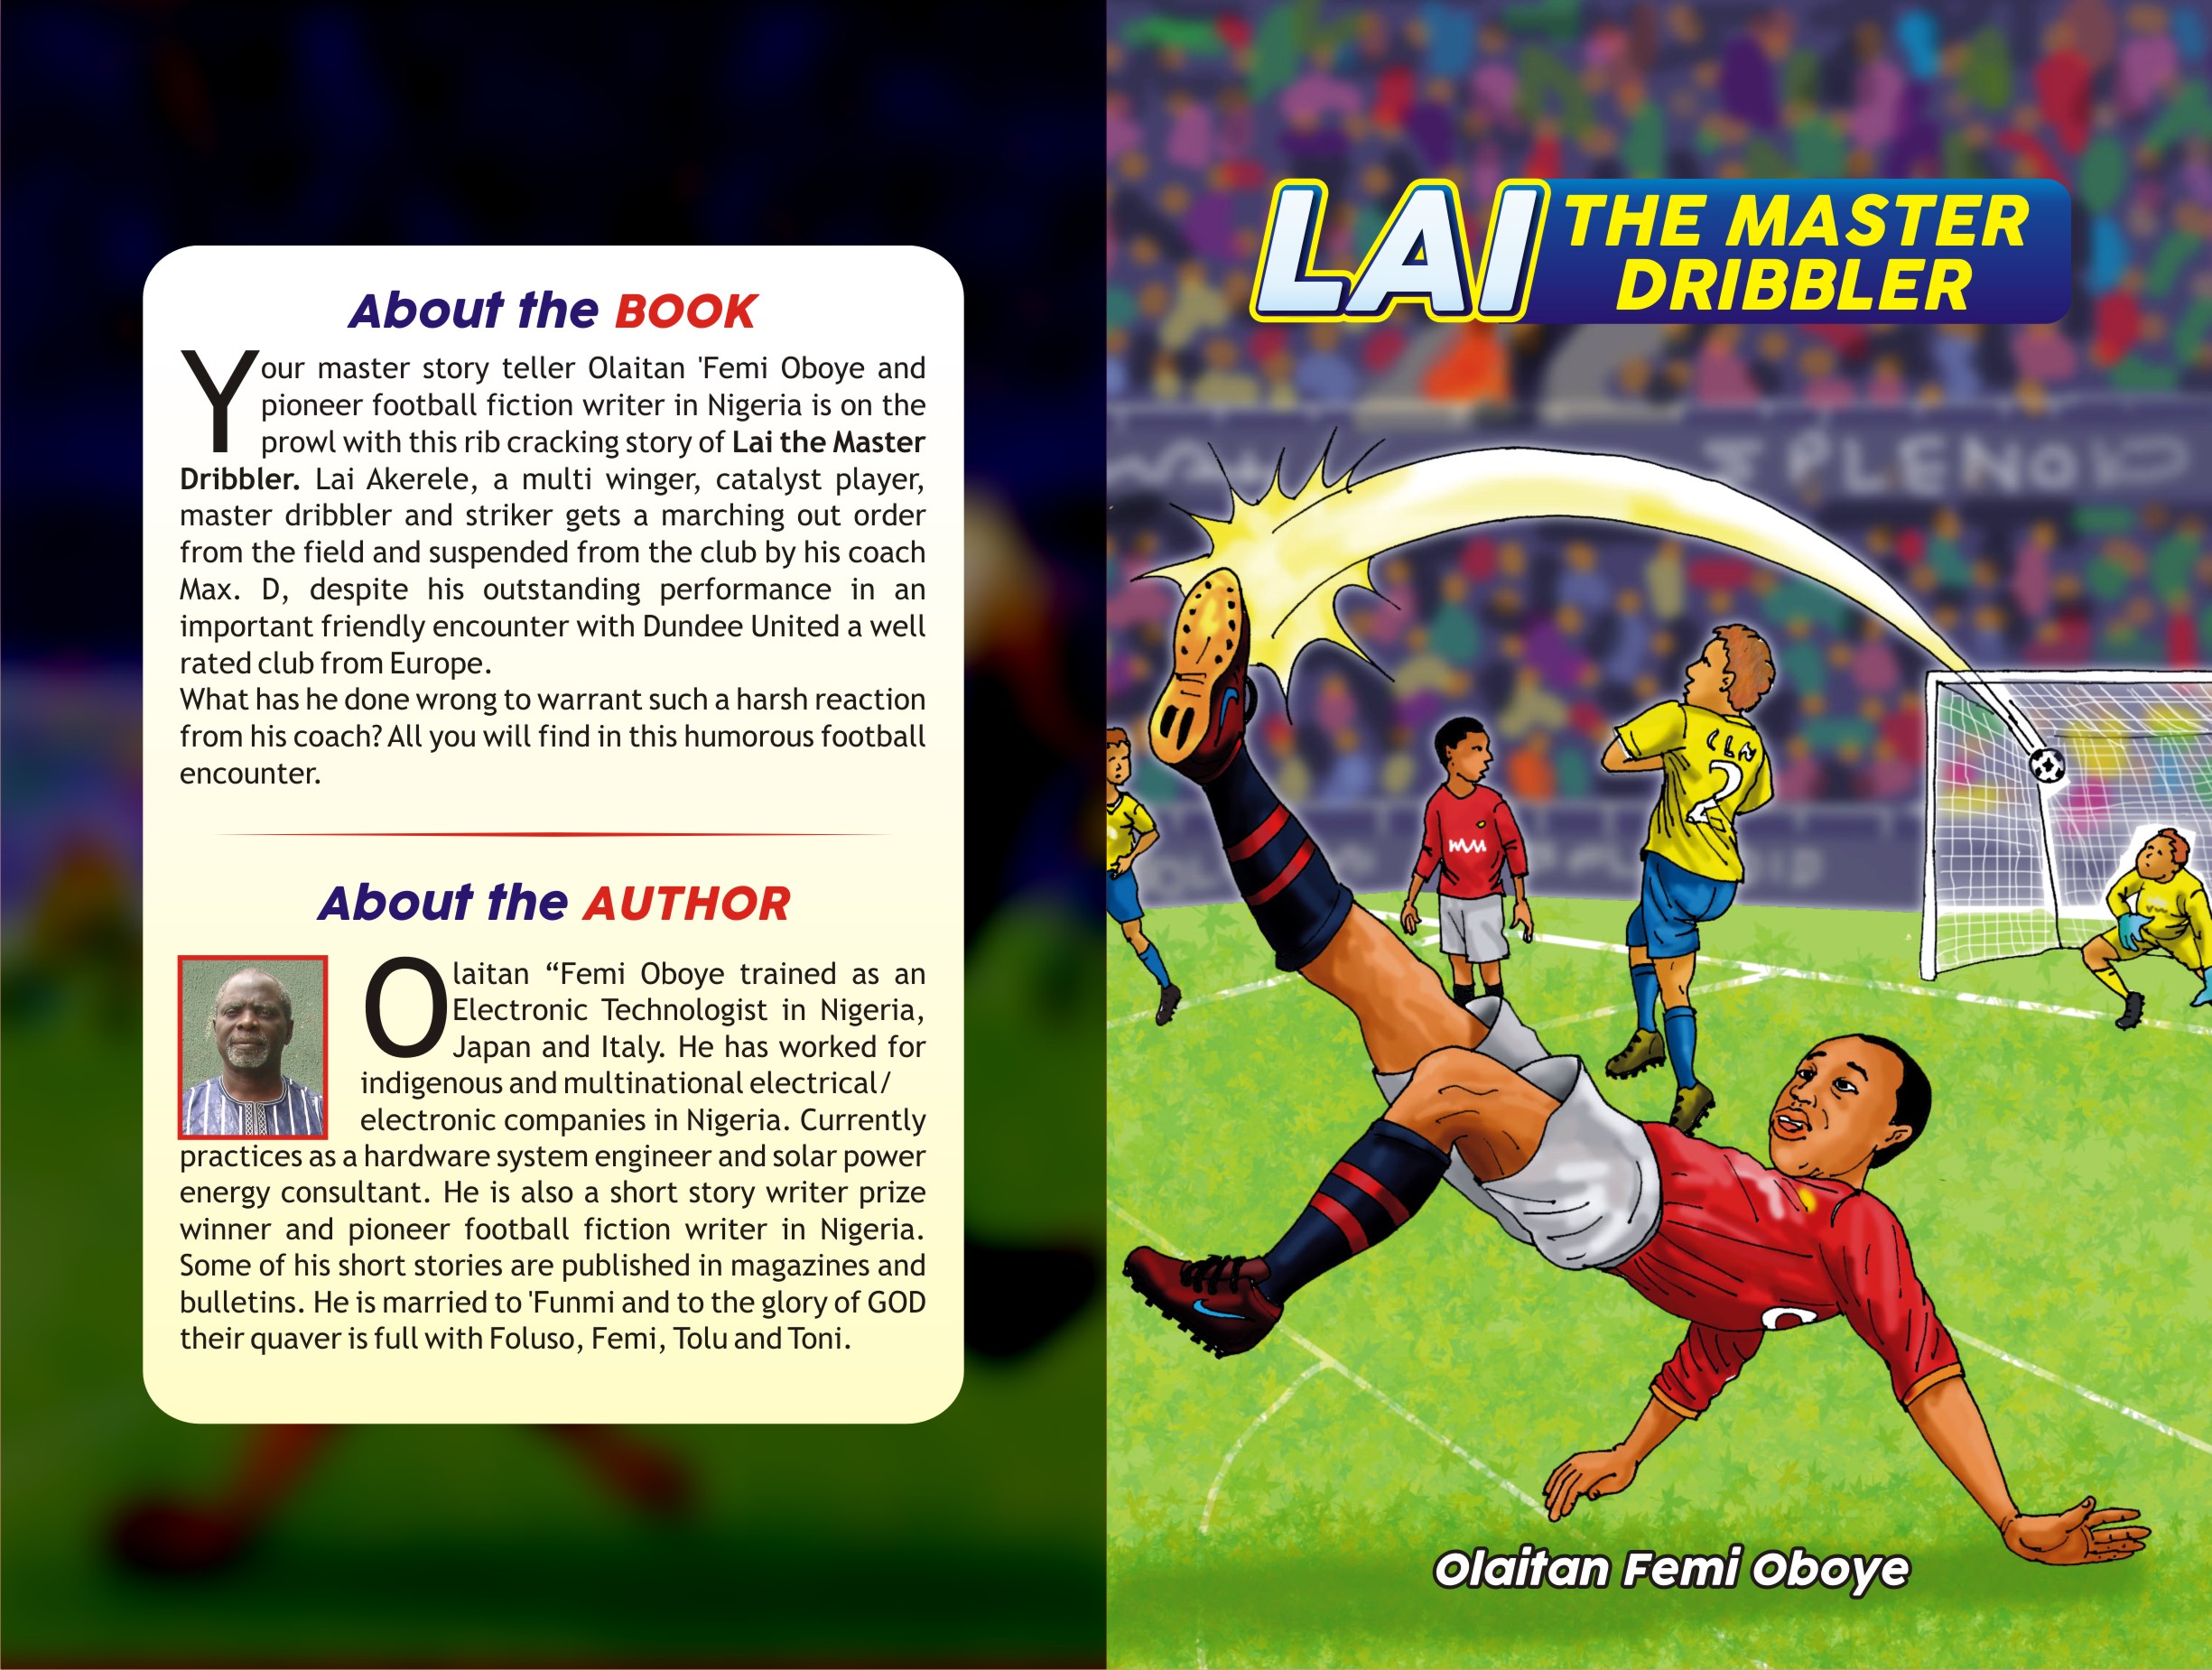 About the BOOK
Your master story teller Olaitan 'Femi Oboye and
pioneer football fiction writer in Nigeria is on the
prowl with this rib cracking story of Lai the Master
Dribbler. Lai Akerele, a multi winger, catalyst player,
master dribbler and striker gets a marching out order
from the field and suspended from the club by his coach
Max. D, despite his outstanding performance in an
important friendly encounter with Dundee United a well
rated club from Europe.
What has he done wrong to warrant such a harsh reaction
from his coach? All you will find in this humorous football
encounter.
About the AUTHOR
Olaitan “Femi Oboye trained as an
Electronic Technologist in Nigeria,
Japan and Italy. He has worked for
indigenous and multinational electrical/
electronic companies in Nigeria. Currently
practices as a hardware system engineer and solar power
energy consultant. He is also a short story writer prize
winner and pioneer football fiction writer in Nigeria.
Some of his short stories are published in magazines and
bulletins. He is married to 'Funmi and to the glory of GOD
their quaver is full with Foluso, Femi, Tolu and Toni.
LAI THE MASTER
DRIBBLER
2
Olaitan Femi Oboye